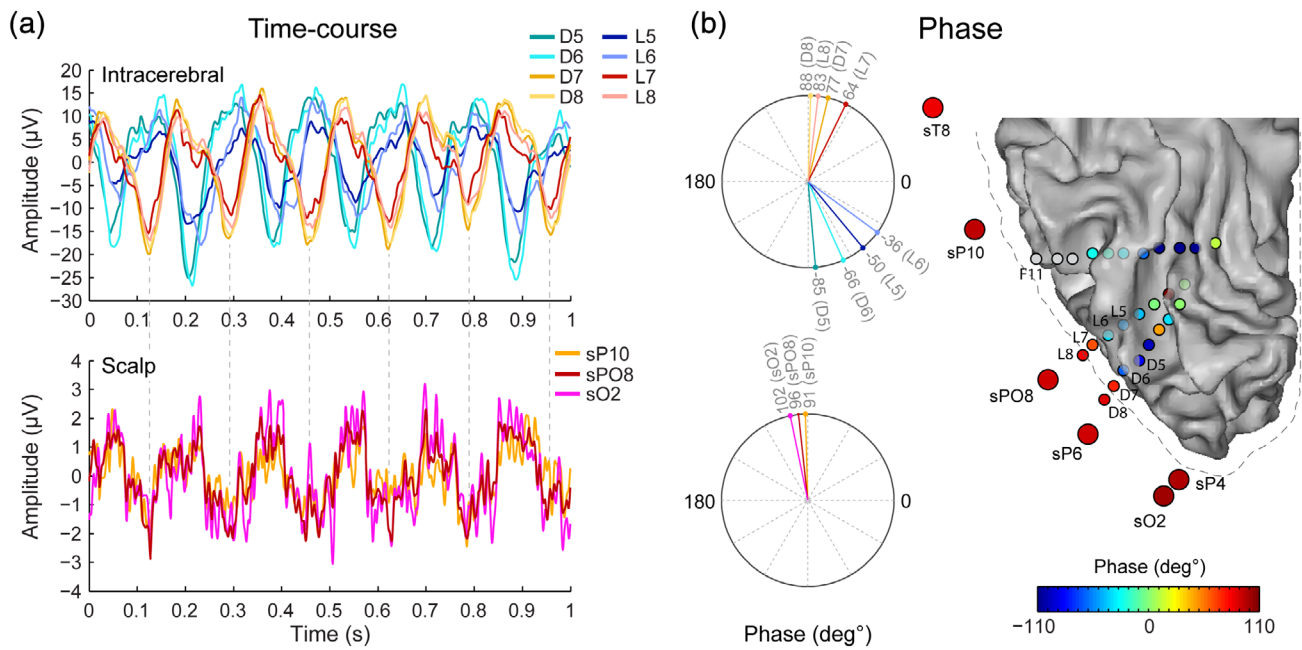 (a)
Time-course
D5 L5
D6 L6
D7 L7
D8 L8
Intracerebral
Amplitude (µV)
20
15
10
5
0
−5
−10
−15
−20
−25
−30
0 0.1 0.2 0.3 0.4 0.5 0.6 0.7 0.8 0.9 1
Scalp
sP10
sPO8
sO2
Amplitude (µV)
4
3
2
1
0
−1
−2
−3
−4
0 0.1 0.2 0.3 0.4 0.5 0.6 0.7 0.8 0.9 1
Time (s)
(b)
Phase
88 (D8)
83 (L8)
77 (D7)
64 (L7)
180 0
-36 (L6)
-50 (L5)
-66 (D6)
- 58 (D5)
102 (sO2)
96 (sPO8)
91 (sP10)
180 0
Phase (deg°)
sT8
sP10
F11
L5
L6
L7
L8
D5
D6
D7
D8
sPO8
sP6
sP4
sO2
Phase (deg°)
−110 0 110